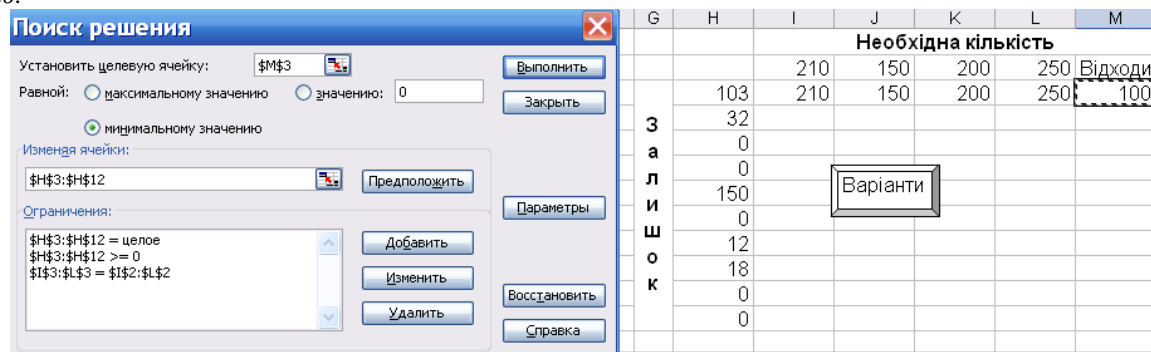 Поиск решения
Установить целевую ячейку: $M$3
Равной: максимальному значению значению: 0
минимальному значению
Изменяя ячейки:
$H$3:$H$12
Предположить
Ограничения:
$H$3:$H$12 = целое
$H$3:$H$12 >= 0
$I$3:$L$3 = $I$2:$L$2
Добавить
Изменить
Удалить
Выполнить
Закрыть
Параметры
Восстановить
Справка
G H I J K L M
Необхідна кількість
210 150 200 250 Відходи
103 210 150 200 250 100
Залишок
32
0
0
150
0
12
18
0
0
Варіанти